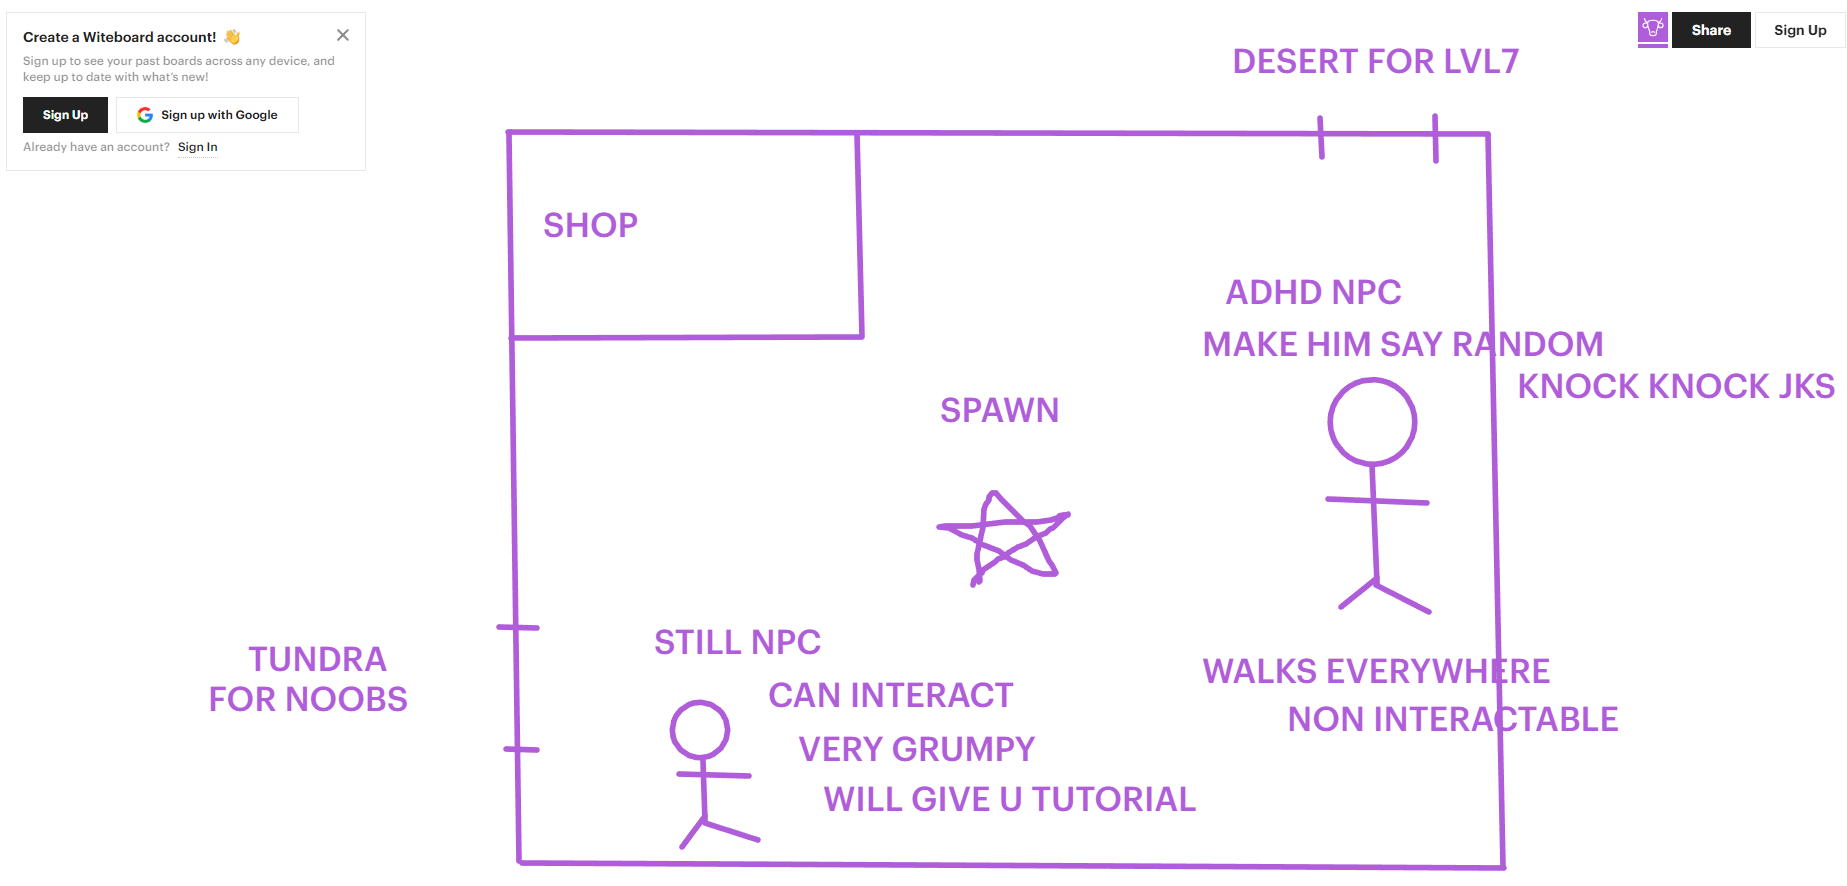 Create a Witeboard account! 👋
Sign up to see your past boards across any device, and
keep up to date with what's new!
Sign Up
Sign up with Google
Already have an account? Sign In
Share
Sign Up
DESERT FOR LVL7
SHOP
ADHD NPC
MAKE HIM SAY RANDOM
KNOCK KNOCK JKS
SPAWN
TUNDRA
FOR NOOBS
STILL NPC
CAN INTERACT
VERY GRUMPY
WILL GIVE U TUTORIAL
WALKS EVERYWHERE
NON INTERACTABLE